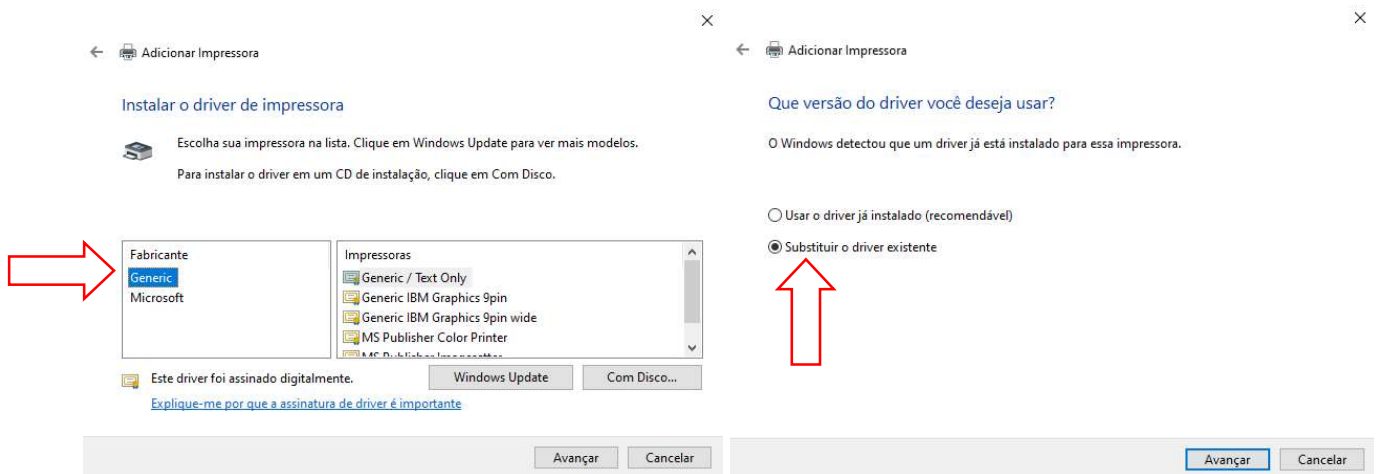 Adicionar Impressora
Instalar o driver de impressora
Escolha sua impressora na lista. Clique em Windows Update para ver mais modelos.
Para instalar o driver em um CD de instalação, clique em Com Disco.
Fabricante
Generic
Microsoft
Impressoras
Generic / Text Only
Generic IBM Graphics 9pin
Generic IBM Graphics 9pin wide
MS Publisher Color Printer
MS Publisher Imagesetter
Este driver foi assinado digitalmente.
Windows Update
Com Disco...
Explique-me por que a assinatura de driver é importante
Avançar
Cancelar
Adicionar Impressora
Que versão do driver você deseja usar?
O Windows detectou que um driver já está instalado para essa impressora.
Usar o driver já instalado (recomendável)
Substituir o driver existente
Avançar
Cancelar